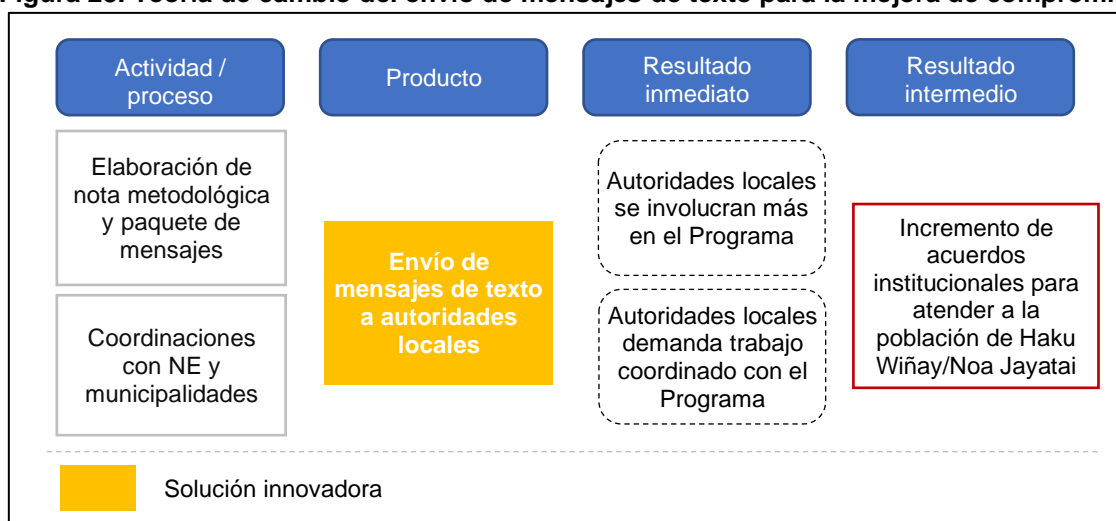 Actividad /
proceso
Producto
Resultado
inmediato
Resultado
intermedio
Elaboración de
nota metodológica
y paquete de
mensajes
Coordinaciones
con NE y
municipalidades
Envío de
mensajes de texto
a autoridades
locales
Autoridades locales
se involucran más
en el Programa
Autoridades locales
demanda trabajo
coordinado con el
Programa
Incremento de
acuerdos
institucionales para
atender a la
población de Haku
Wiñay/Noa Jayatai
Solución innovadora